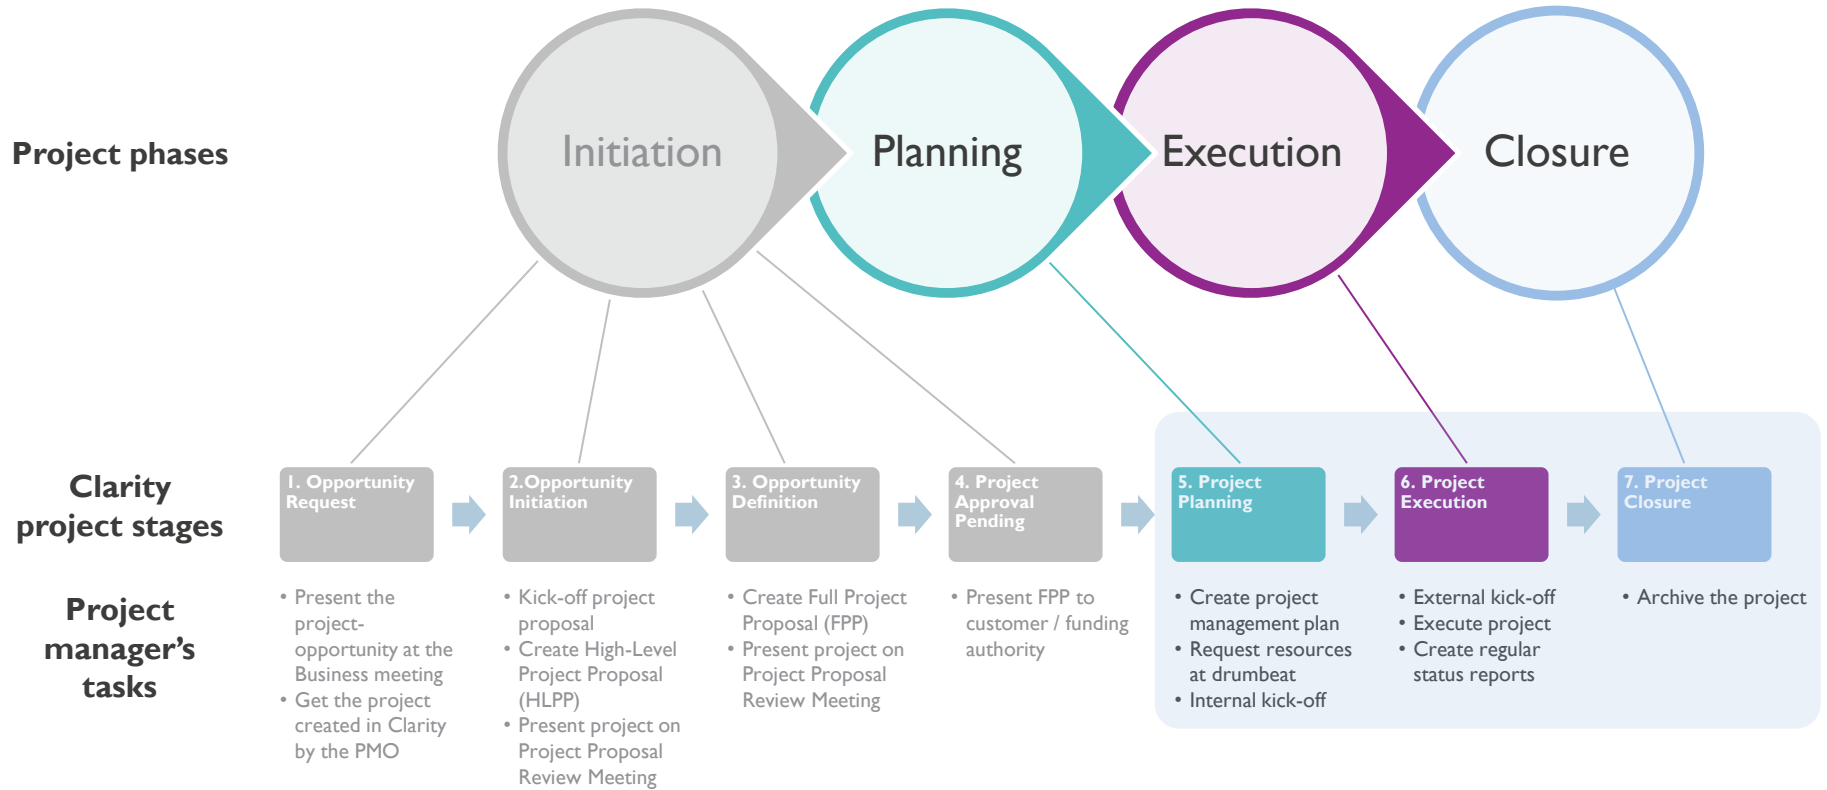 Project phases
Initiation
Planning
Execution
Closure
Clarity
project stages
1. Opportunity
Request
2.Opportunity
Initiation
3. Opportunity
Definition
4. Project
Approval
Pending
5. Project
Planning
6. Project
Execution
7. Project
Closure
Project
manager’s
tasks
• Present the
project-
opportunity at the
Business meeting
• Get the project
created in Clarity
by the PMO
• Kick-off project
proposal
• Create High-Level
Project Proposal
(HLPP)
• Present project on
Project Proposal
Review Meeting
• Create Full Project
Proposal (FPP)
• Present project on
Project Proposal
Review Meeting
• Present FPP to
customer / funding
authority
• Create project
management plan
• Request resources
at drumbeat
• Internal kick-off
• External kick-off
• Execute project
• Create regular
status reports
• Archive the project